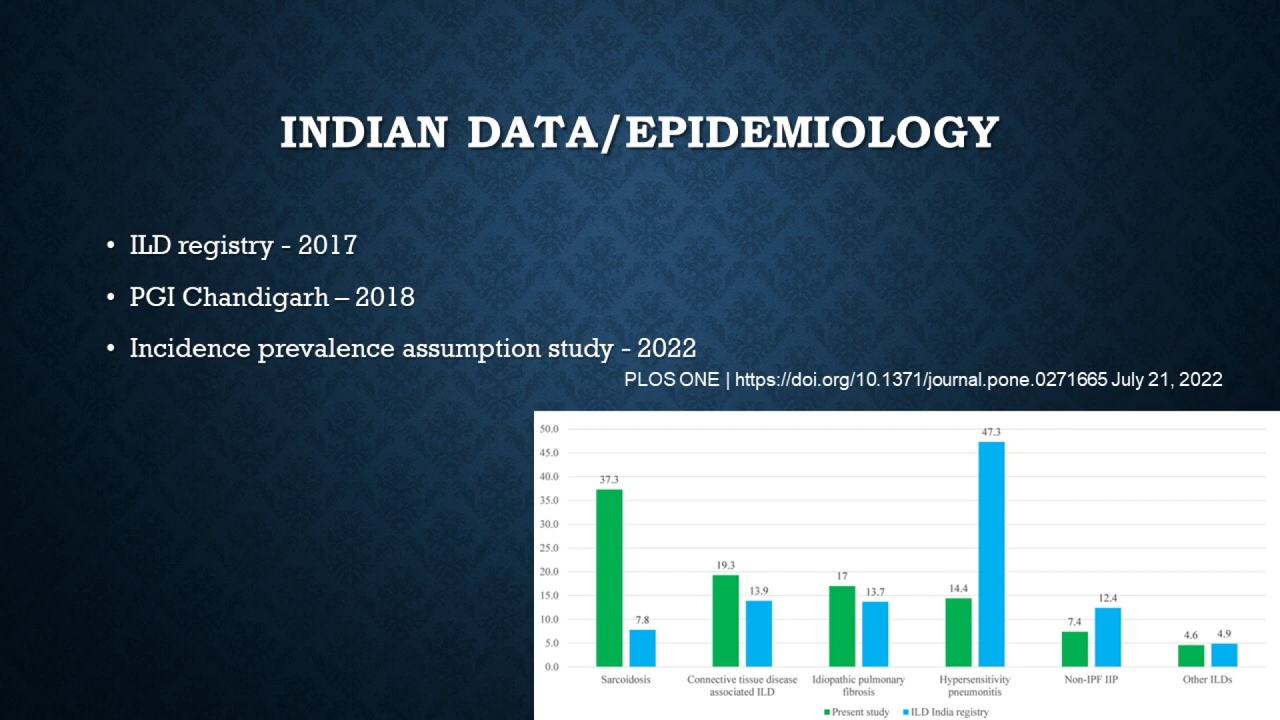 INDIAN DATA/EPIDEMIOLOGY
• ILD registry - 2017
• PGI Chandigarh – 2018
• Incidence prevalence assumption study - 2022
PLOS ONE | https://doi.org/10.1371/journal.pone.0271665 July 21, 2022
50.0
45.0
40.0
35.0
30.0
25.0
20.0
15.0
10.0
5.0
0.0
37.3
7.8
19.3
13.9
17
13.7
14.4
47.3
7.4
12.4
4.6
4.9
Sarcoidosis
Connective tissue disease
associated ILD
Idiopathic pulmonary
fibrosis
Hypersensitivity
pneumonitis
Non-IPF IIP
Other ILDs
Present study
ILD India registry